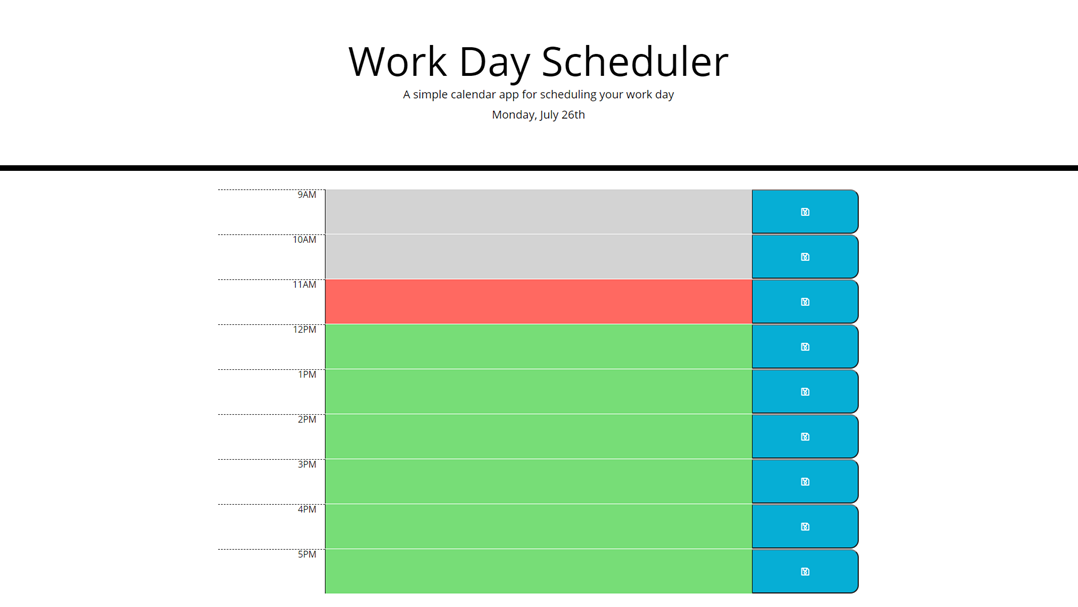 Work Day Scheduler
A simple calendar app for scheduling your work day
Monday, July 26th
9AM
10AM
11AM
12PM
1PM
2PM
3PM
4PM
5PM